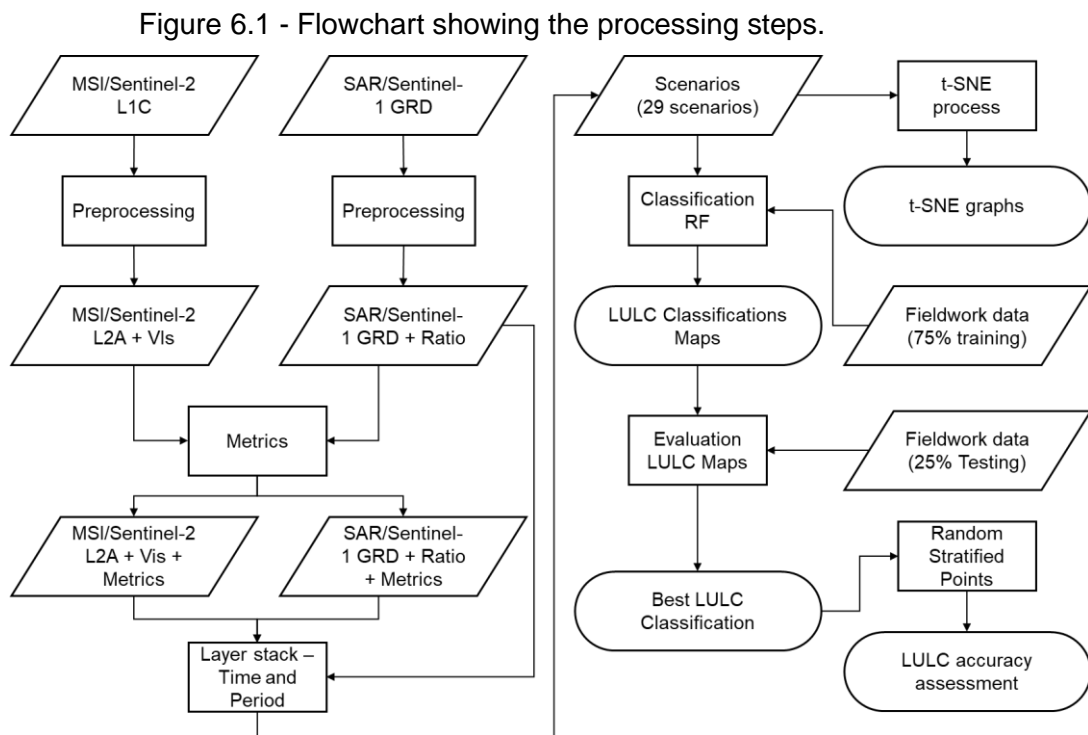 Figure 6.1 - Flowchart showing the processing steps.
MSI/Sentinel-2
L1C
SAR/Sentinel-
1 GRD
Preprocessing
Preprocessing
MSI/Sentinel-2
L2A + VIs
SAR/Sentinel-
1 GRD + Ratio
Metrics
MSI/Sentinel-2
L2A + Vis +
Metrics
SAR/Sentinel-
1 GRD + Ratio
+ Metrics
Layer stack –
Time and
Period
Scenarios
(29 scenarios)
t-SNE
process
t-SNE graphs
Classification
RF
LULC Classifications
Maps
Fieldwork data
(75% training)
Evaluation
LULC Maps
Fieldwork data
(25% Testing)
Best LULC
Classification
Random
Stratified
Points
LULC accuracy
assessment